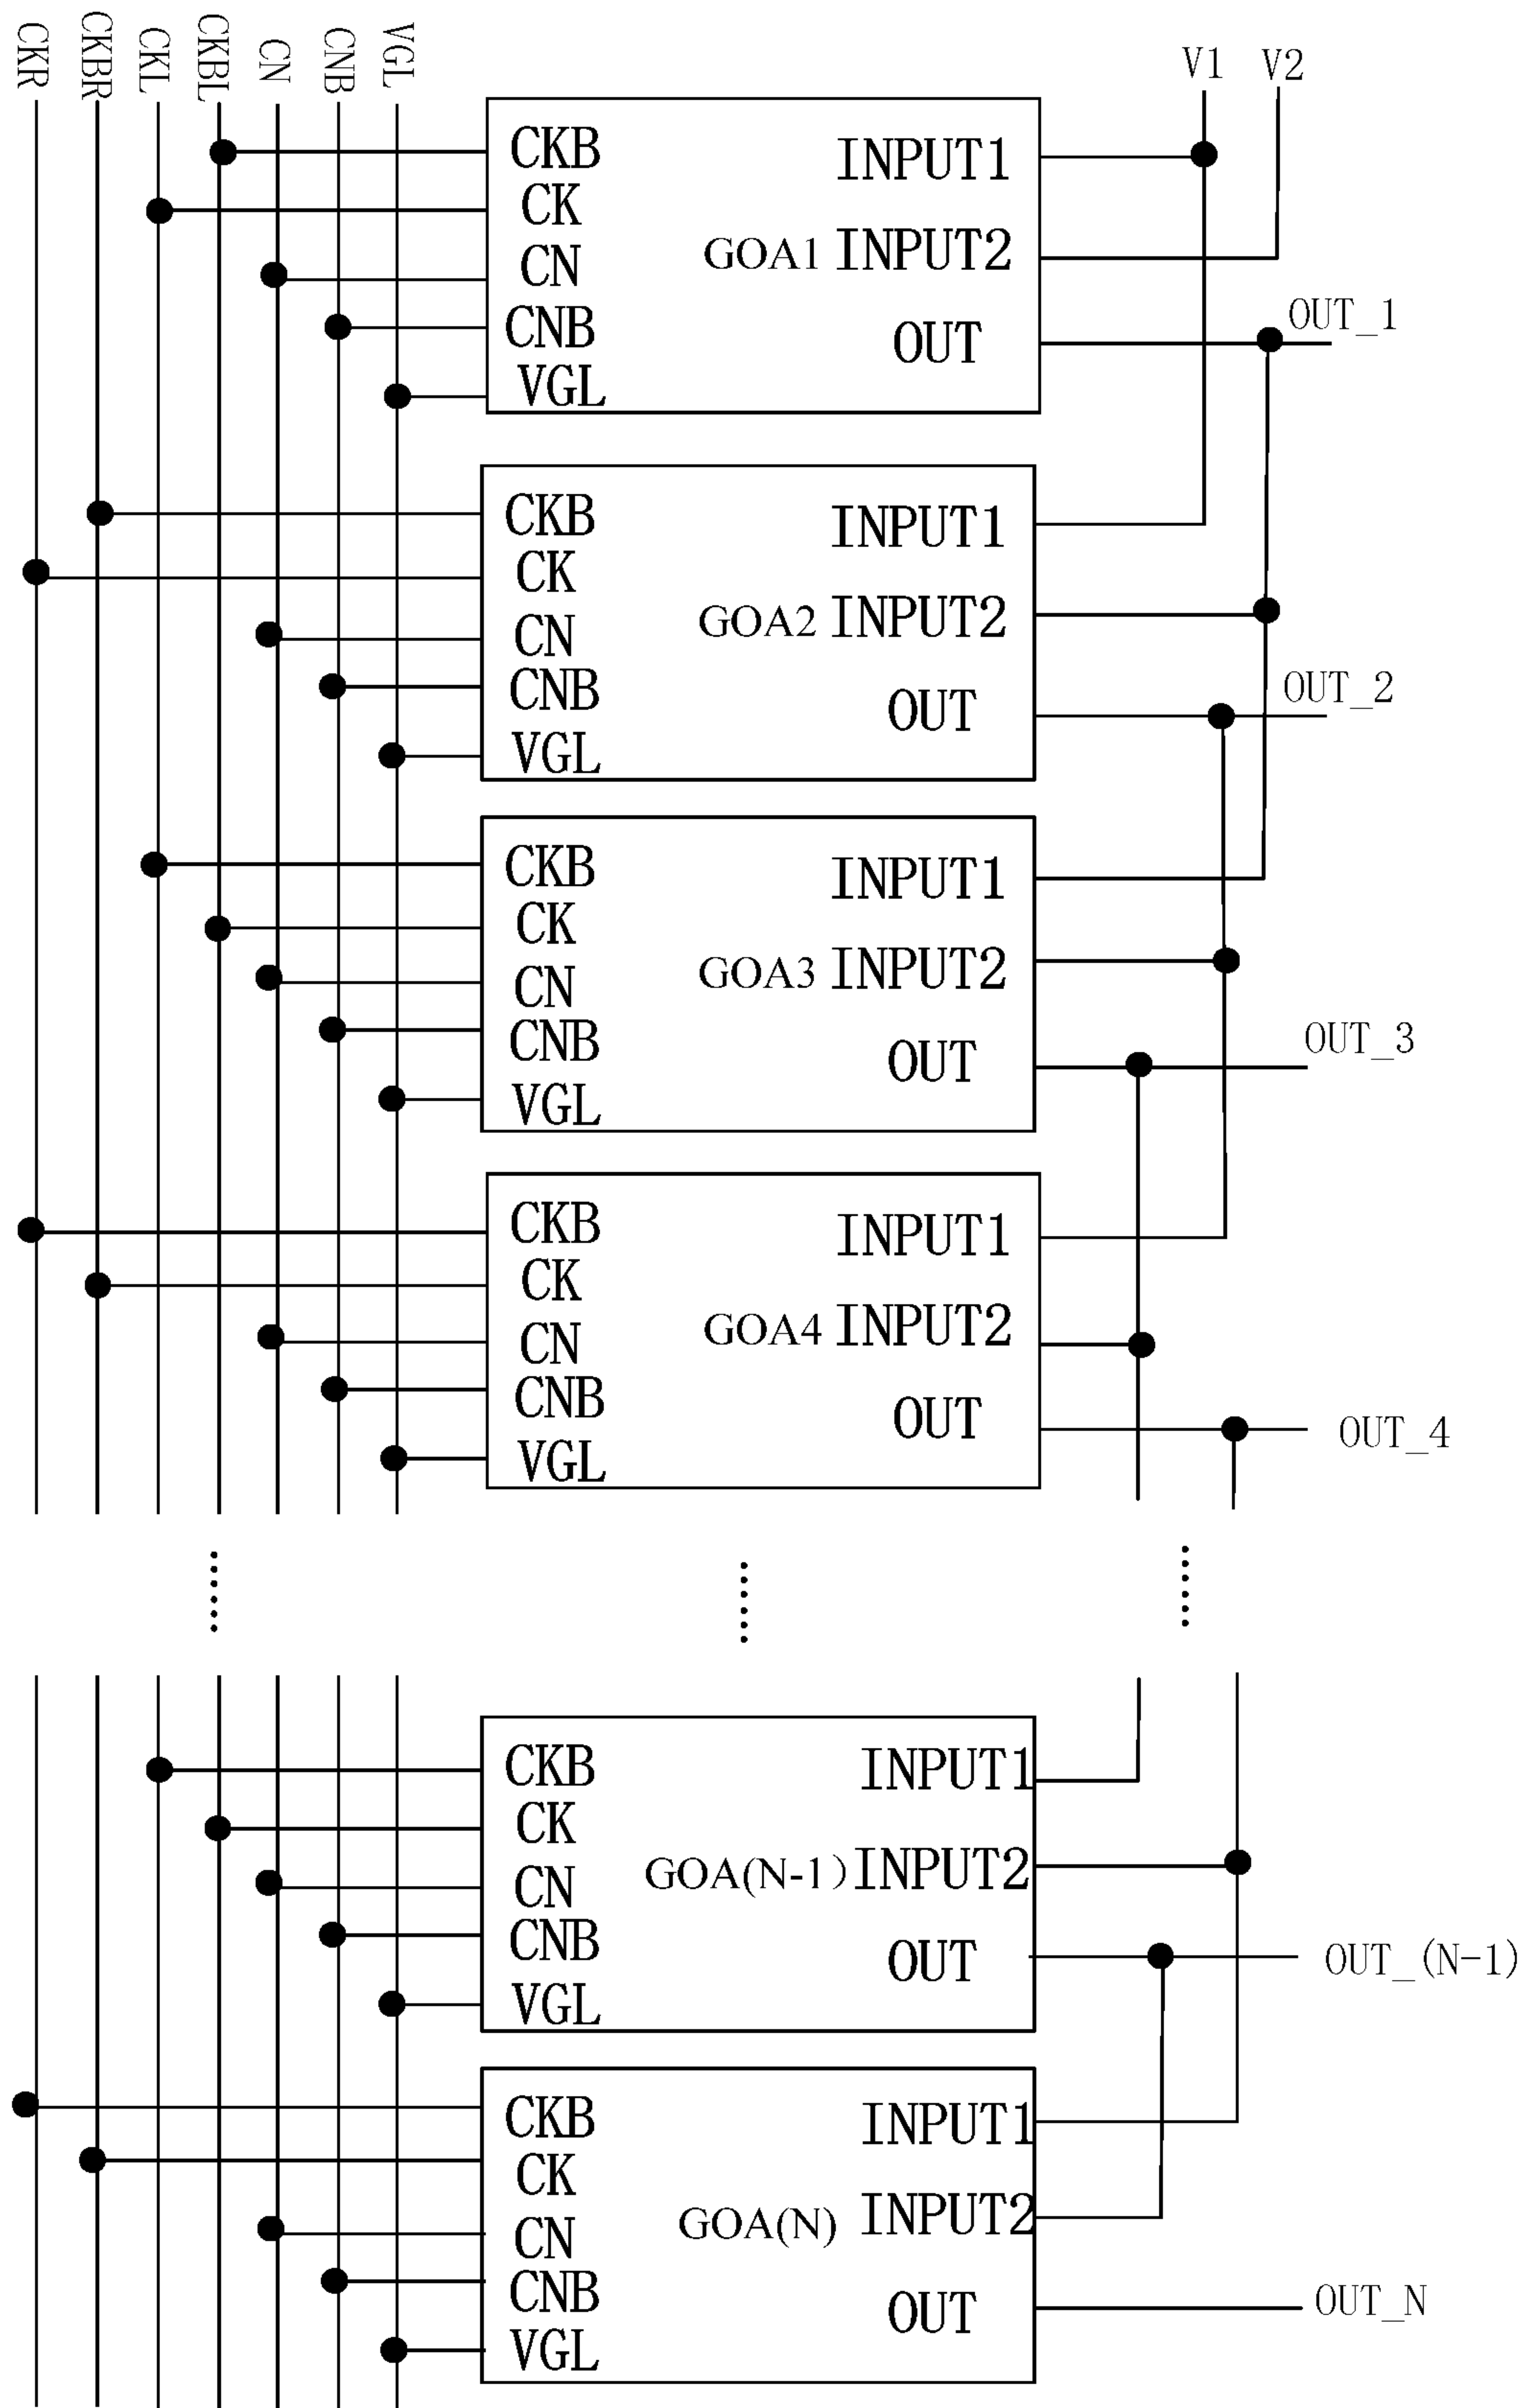 CKR
CKBR
CKL
CKBL
CN
CNB
VGL
V1
V2
CKB
CK
CN
CNB
VGL
GOA1
INPUT1
INPUT2
OUT
OUT_1
CKB
CK
CN
CNB
VGL
GOA2
INPUT1
INPUT2
OUT
OUT_2
CKB
CK
CN
CNB
VGL
GOA3
INPUT1
INPUT2
OUT
OUT_3
CKB
CK
CN
CNB
VGL
GOA4
INPUT1
INPUT2
OUT
OUT_4
CKB
CK
CN
CNB
VGL
GOA(N-1)
INPUT1
INPUT2
OUT
OUT_(N-1)
CKB
CK
CN
CNB
VGL
GOA(N)
INPUT1
INPUT2
OUT
OUT_N